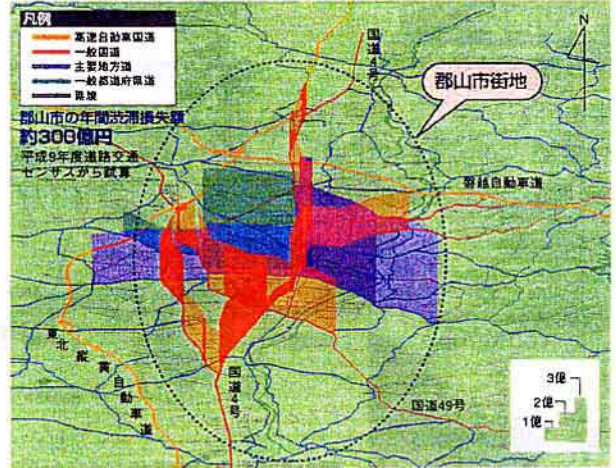 凡例
高速自動車国道
一般国道
主要地方道
一般都道府県道
県境
郡山市の年間渋滞損失額
約300億円
平成9年度道路交通
センサスから試算
国道4号
N
郡山市街地
磐越自動車道
東北縦貫自動車道
国道4号
国道49号
3億
2億
1億